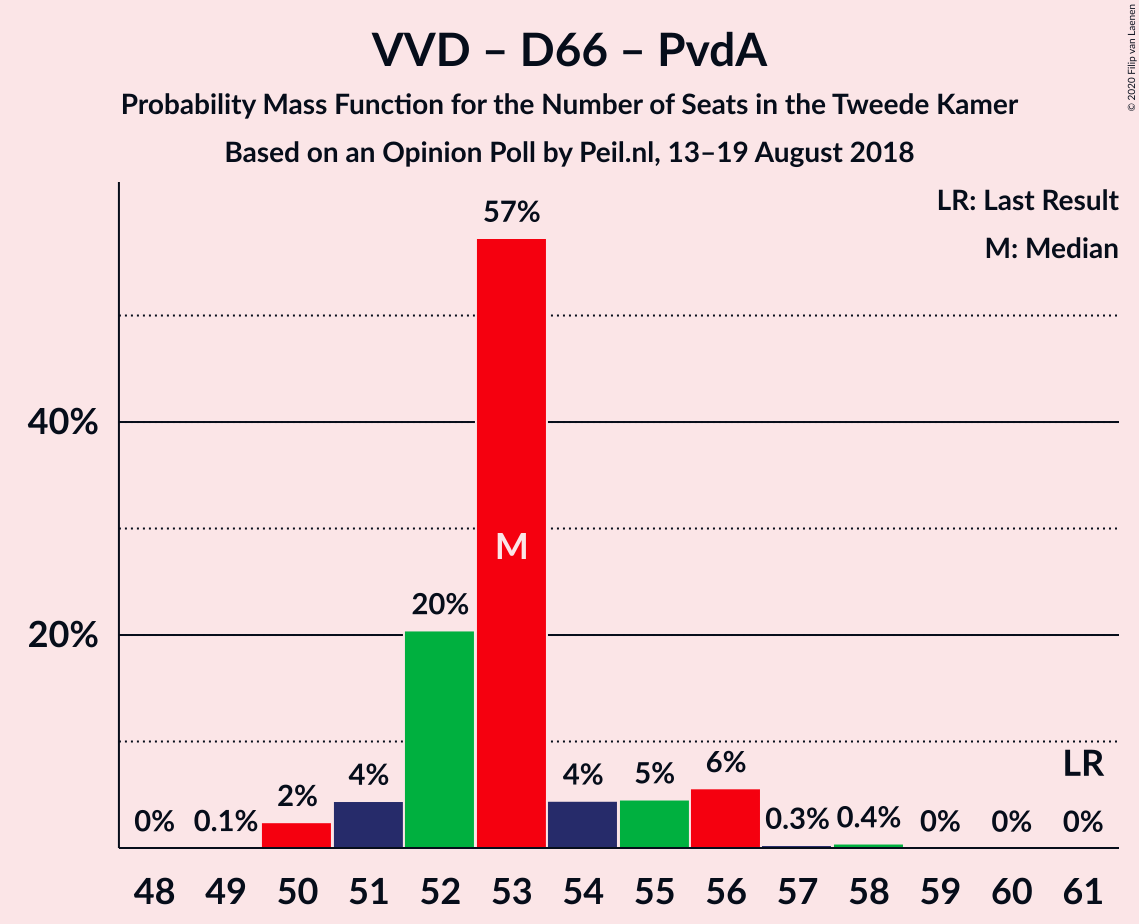 VVD – D66 – PvdA
Probability Mass Function for the Number of Seats in the Tweede Kamer
Based on an Opinion Poll by Peil.nl, 13–19 August 2018
© 2020 Filip van Laenen
LR: Last Result
M: Median
57%
40%
M
20%
20%
LR
0%
0.1%
2%
4%
4%
5%
6%
0.3%
0.4%
0%
0%
0%
48 49 50 51 52 53 54 55 56 57 58 59 60 61